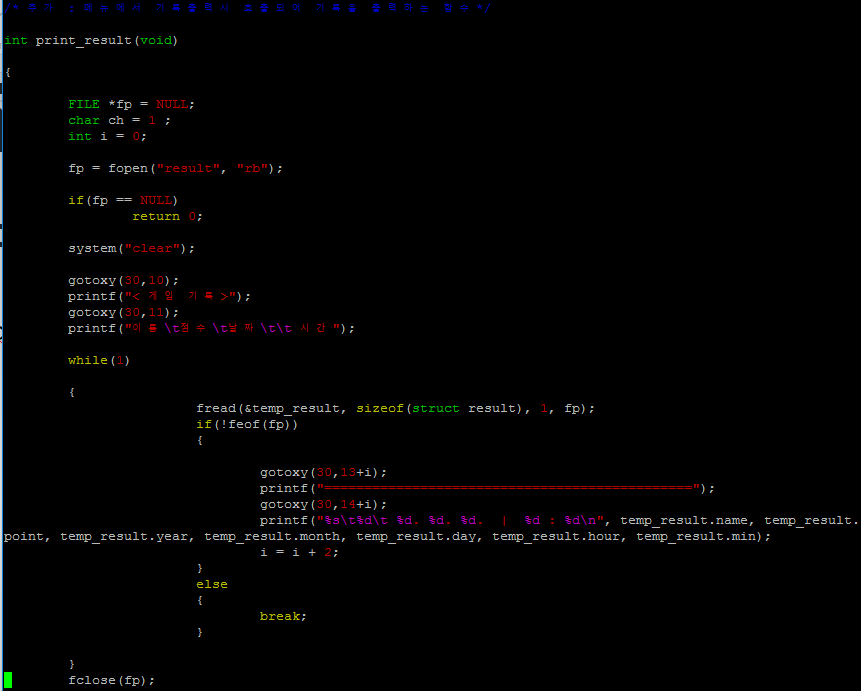 int print_result(void)
{
FILE *fp = NULL;
char ch = 1 ;
int i = 0;
fp = fopen("result", "rb");
if(fp == NULL)
return 0;
system("clear");
gotoxy(30,10);
printf("< 게임 기록 >");
gotoxy(30,11);
printf("이름 \t점수 \t날짜 \t\t 시간 ");
while(1)
{
fread(&temp_result, sizeof(struct result), 1, fp);
if(!feof(fp))
{
gotoxy(30,13+i);
printf("==============================================");
gotoxy(30,14+i);
printf("%s\t%d\t %d. %d. %d.  |  %d : %d\n", temp_result.name, temp_result.
point, temp_result.year, temp_result.month, temp_result.day, temp_result.hour, temp_result.min);
i = i + 2;
}
else
{
break;
}
}
fclose(fp);